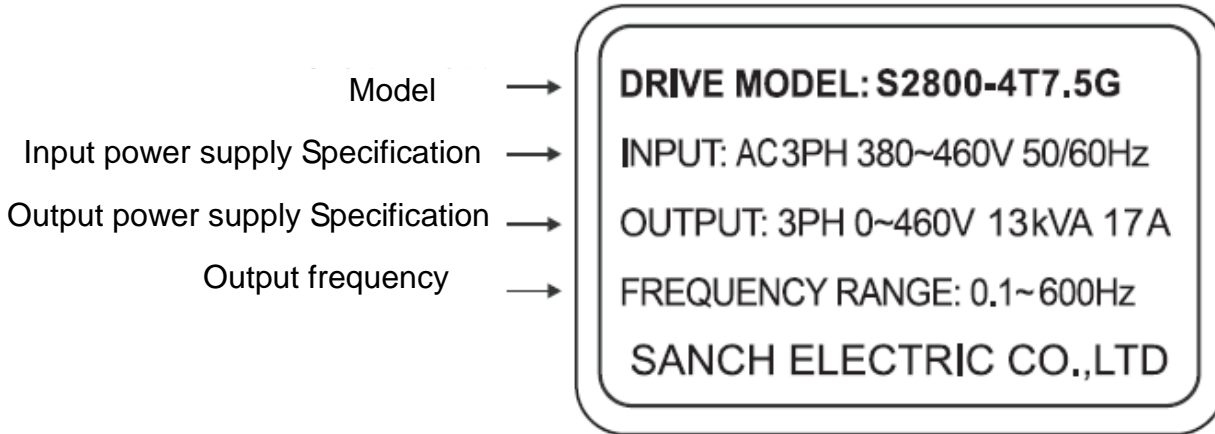 Model
DRIVE MODEL: S2800-4T7.5G
Input power supply Specification
INPUT: AC3PH 380~460V 50/60Hz
Output power supply Specification
OUTPUT: 3PH 0~460V 13kVA 17A
Output frequency
FREQUENCY RANGE: 0.1~600Hz
SANCH ELECTRIC CO.,LTD